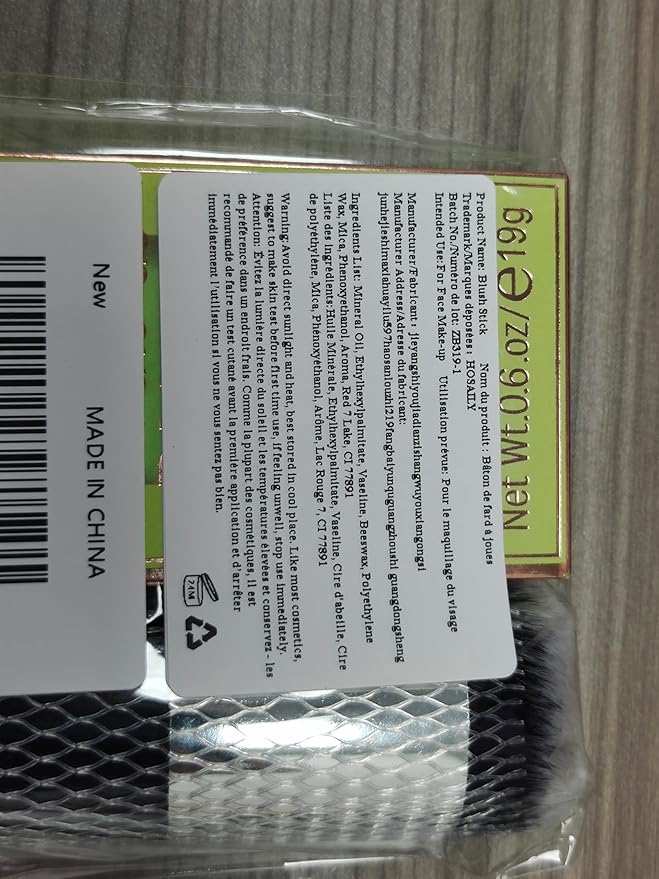 Product Name: Blush Stick Nom du produit : Bâton de fard à joues
Trademark/Marques déposées : HOSAILY
Batch No./Numéro de lot: ZB319-1
Intended Use:For Face Make-up Utilisation prévue: Pour le maquillage du visage
Manufacturer/Fabricant : jieyangshiyoujiadianzishangwuyouxiangongsi
Manufacturer Address/Adresse du fabricant:
junhejieshimaxiahuayiliu597haosanlouzhi219fangbaiyunquguangzhoushi guangdongsheng
Ingredients List: Mineral Oil, Ethylhexylpalmitate, Vaseline, Beeswax, Polyethylene
Wax, Mica, Phenoxyethanol, Aroma, Red 7 Lake, CI 77891
Liste des ingrédients:Huile Minérale, Ethylhexylpalmitate, Vaseline, Cire d'abeille, Cire
de polyéthylène, Mica, Phénoxyéthanol, Arôme, Lac Rouge 7, CI 77891
Warning:Avoid direct sunlight and heat, best stored in cool place. Like most cosmetics,
suggest to make skin test before first time use, if feeling unwell, stop use immediately.
Attention: Évitez la lumière directe du soleil et les températures élevées et conservez - les
de préférence dans un endroit frais. Comme la plupart des cosmétiques, il est
recommandé de faire un test cutané avant la première application et d'arrêter
immédiatement l'utilisation si vous ne vous sentez pas bien.
24M
New MADE IN CHINA
Net WT.0.6 oz/℮19g